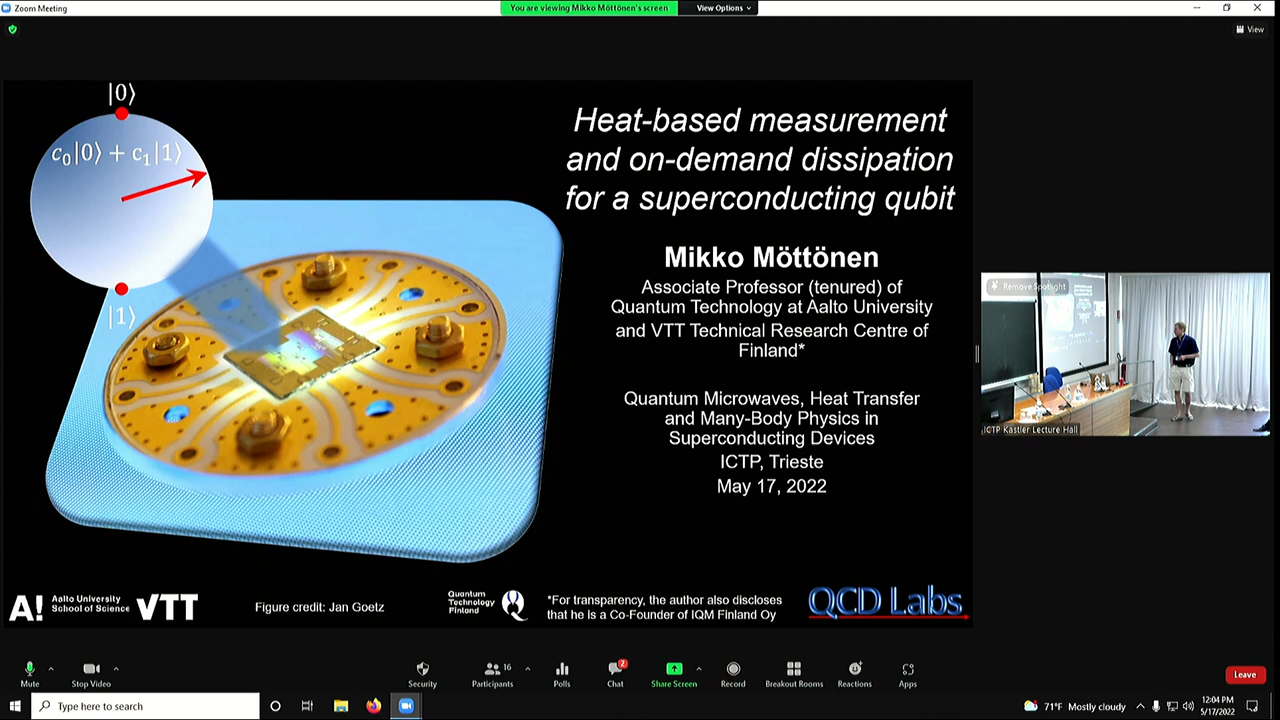 Zoom Meeting
You are viewing Mikko Möttönen's screen
View Options
View
|0⟩
c₀|0⟩ + c₁|1⟩
|1⟩
Heat-based measurement
and on-demand dissipation
for a superconducting qubit
Mikko Möttönen
Associate Professor (tenured) of
Quantum Technology at Aalto University
and VTT Technical Research Centre of
Finland*
Quantum Microwaves, Heat Transfer
and Many-Body Physics in
Superconducting Devices
ICTP, Trieste
May 17, 2022
Remove Spotlight
ICTP Kastler Lecture Hall
A!
Aalto University
School of Science
VTT
Figure credit: Jan Goetz
Quantum
Technology
Finland
*For transparency, the author also discloses
that he is a Co-Founder of IQM Finland Oy
QCD Labs
Mute
Stop Video
Security
Participants
16
Polls
Chat
2
Share Screen
Record
Breakout Rooms
Reactions
Apps
Leave
Type here to search
71°F Mostly cloudy
12:04 PM
5/17/2022